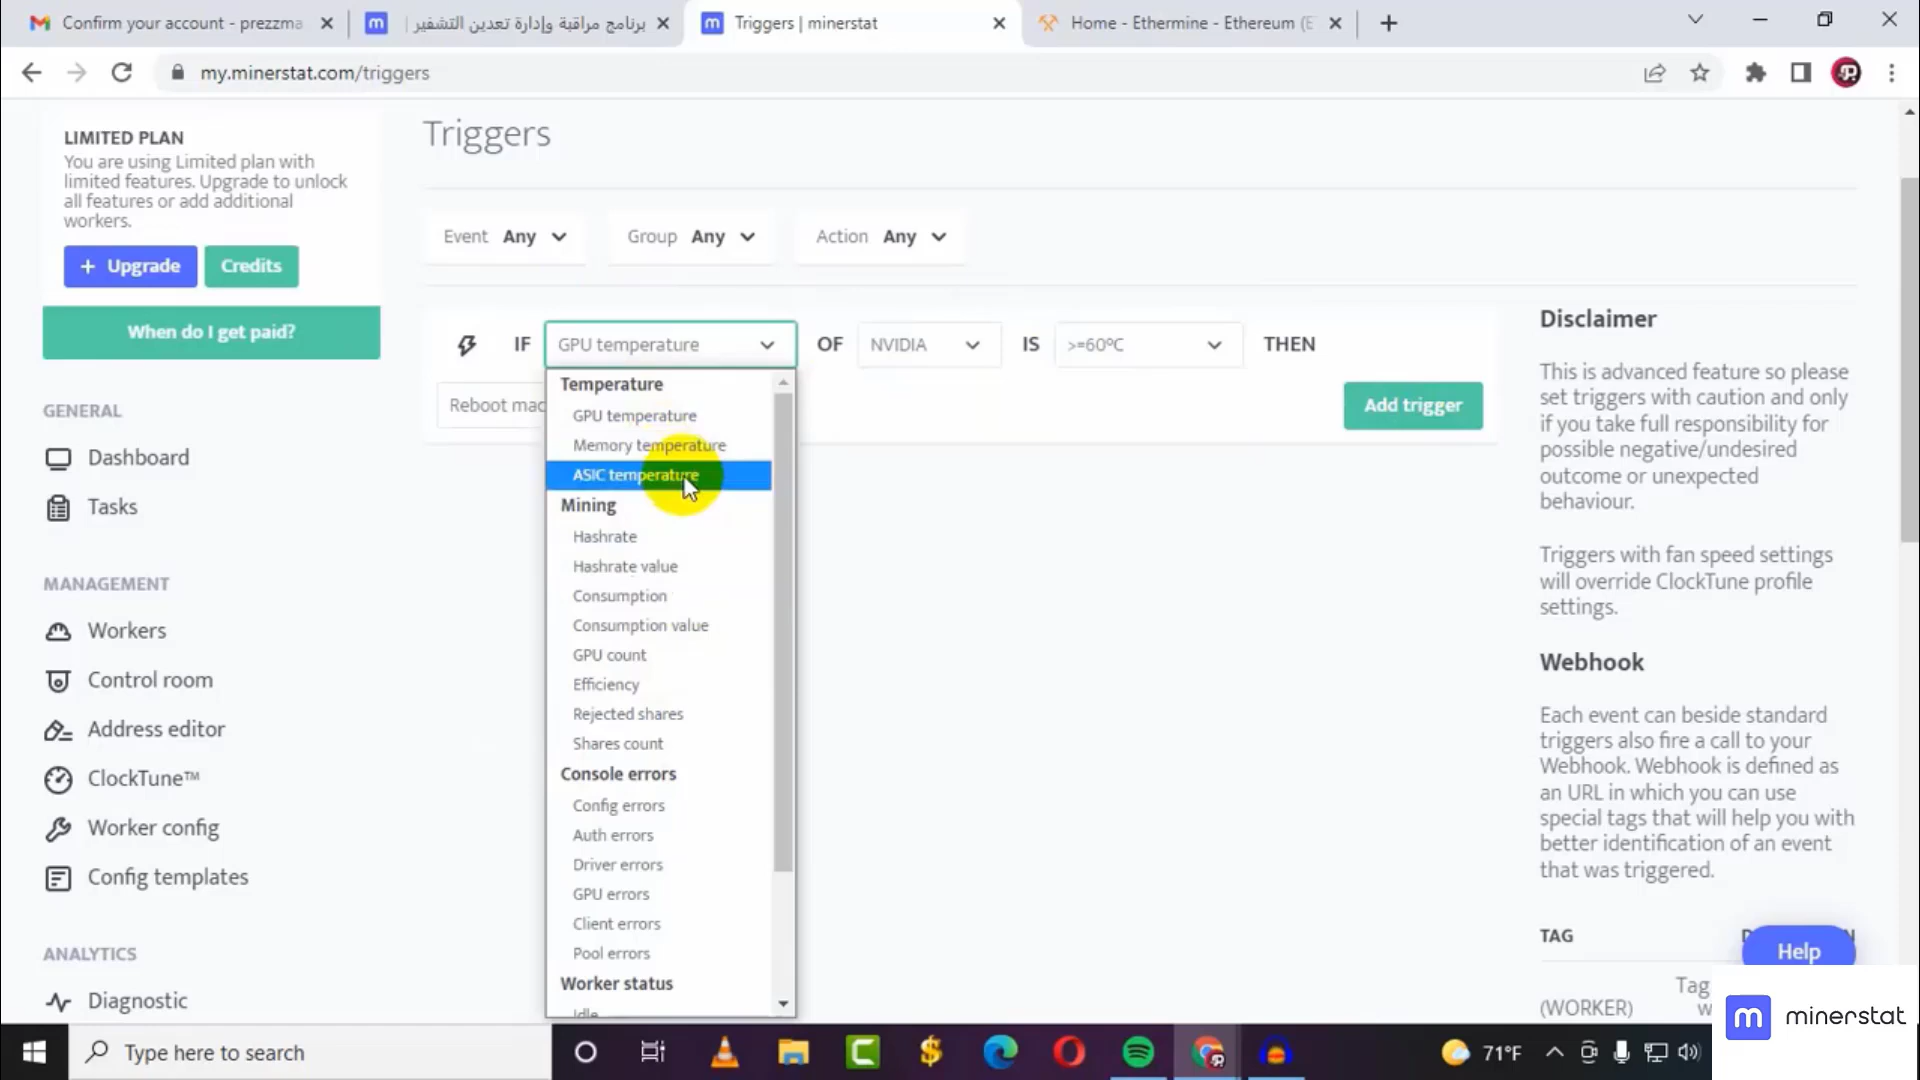 Confirm your account - prezzma
برنامج مراقبة وإدارة تعدين التشفير |
Triggers | minerstat
Home - Ethermine - Ethereum (E
my.minerstat.com/triggers
LIMITED PLAN
You are using Limited plan with
limited features. Upgrade to unlock
all features or add additional
workers.
+ Upgrade
Credits
When do I get paid?
GENERAL
Dashboard
Tasks
MANAGEMENT
Workers
Control room
Address editor
ClockTune™
Worker config
Config templates
ANALYTICS
Diagnostic
Triggers
Event Any
Group Any
Action Any
IF GPU temperature OF NVIDIA IS >=60ºC THEN
Reboot mac
Add trigger
Temperature
GPU temperature
Memory temperature
ASIC temperature
Mining
Hashrate
Hashrate value
Consumption
Consumption value
GPU count
Efficiency
Rejected shares
Shares count
Console errors
Config errors
Auth errors
Driver errors
GPU errors
Client errors
Pool errors
Worker status
Idle
Disclaimer
This is advanced feature so please
set triggers with caution and only
if you take full responsibility for
possible negative/undesired
outcome or unexpected
behaviour.
Triggers with fan speed settings
will override ClockTune profile
settings.
Webhook
Each event can beside standard
triggers also fire a call to your
Webhook. Webhook is defined as
an URL in which you can use
special tags that will help you with
better identification of an event
that was triggered.
TAG
Help
Tag
(WORKER)
minerstat
Type here to search
71°F